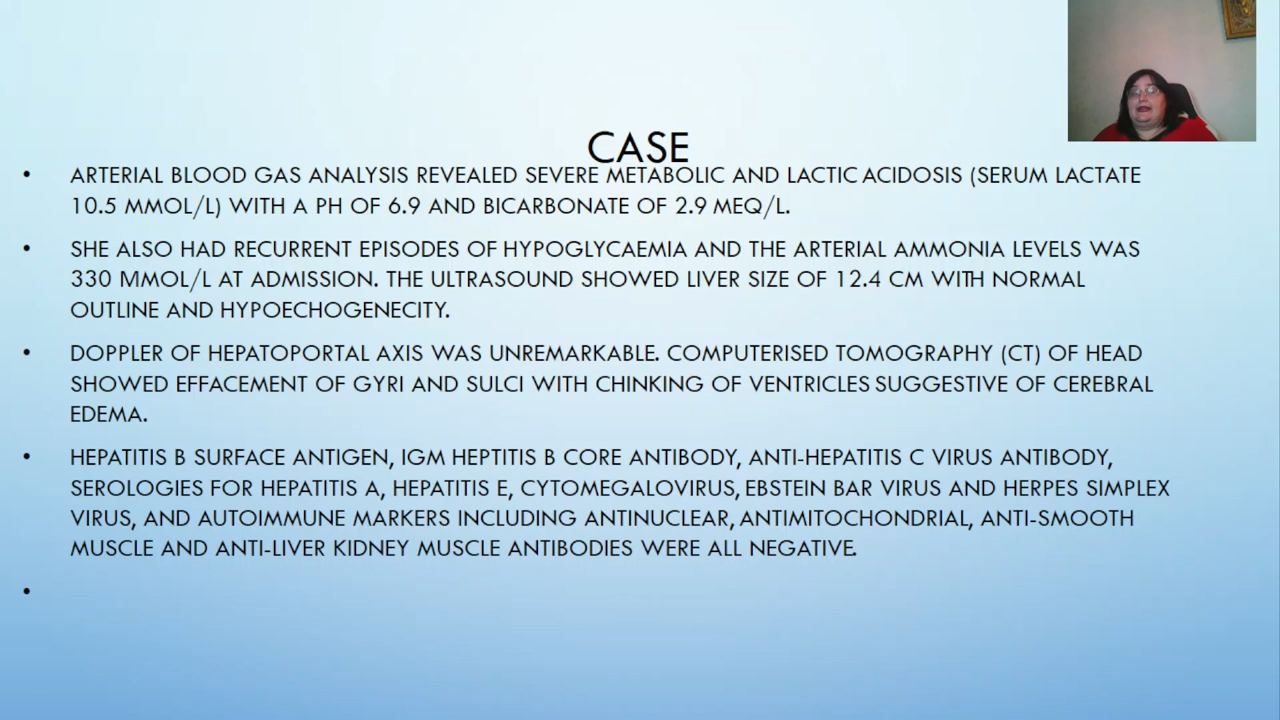 CASE
• ARTERIAL BLOOD GAS ANALYSIS REVEALED SEVERE METABOLIC AND LACTIC ACIDOSIS (SERUM LACTATE
10.5 MMOL/L) WITH A PH OF 6.9 AND BICARBONATE OF 2.9 MEQ/L.
• SHE ALSO HAD RECURRENT EPISODES OF HYPOGLYCAEMIA AND THE ARTERIAL AMMONIA LEVELS WAS
330 ΜMOL/L AT ADMISSION. THE ULTRASOUND SHOWED LIVER SIZE OF 12.4 CM WITH NORMAL
OUTLINE AND HYPOECHOGENECITY.
• DOPPLER OF HEPATOPORTAL AXIS WAS UNREMARKABLE. COMPUTERISED TOMOGRAPHY (CT) OF HEAD
SHOWED EFFACEMENT OF GYRI AND SULCI WITH CHINKING OF VENTRICLES SUGGESTIVE OF CEREBRAL
EDEMA.
• HEPATITIS B SURFACE ANTIGEN, IGM HEPTITIS B CORE ANTIBODY, ANTI-HEPATITIS C VIRUS ANTIBODY,
SEROLOGIES FOR HEPATITIS A, HEPATITIS E, CYTOMEGALOVIRUS, EBSTEIN BAR VIRUS AND HERPES SIMPLEX
VIRUS, AND AUTOIMMUNE MARKERS INCLUDING ANTINUCLEAR, ANTIMITOCHONDRIAL, ANTI-SMOOTH
MUSCLE AND ANTI-LIVER KIDNEY MUSCLE ANTIBODIES WERE ALL NEGATIVE.
•